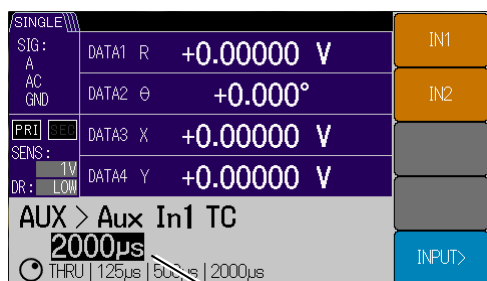 SINGLE
SIG:
A
AC
GND
PRI SEC
SENS:
1V
DR: LOW
DATA1 R +0.00000 V
DATA2 θ +0.000°
DATA3 X +0.00000 V
DATA4 Y +0.00000 V
AUX > Aux In1 TC
2000µs
THRU | 125µs | 500µs | 2000µs
IN1
IN2
INPUT>